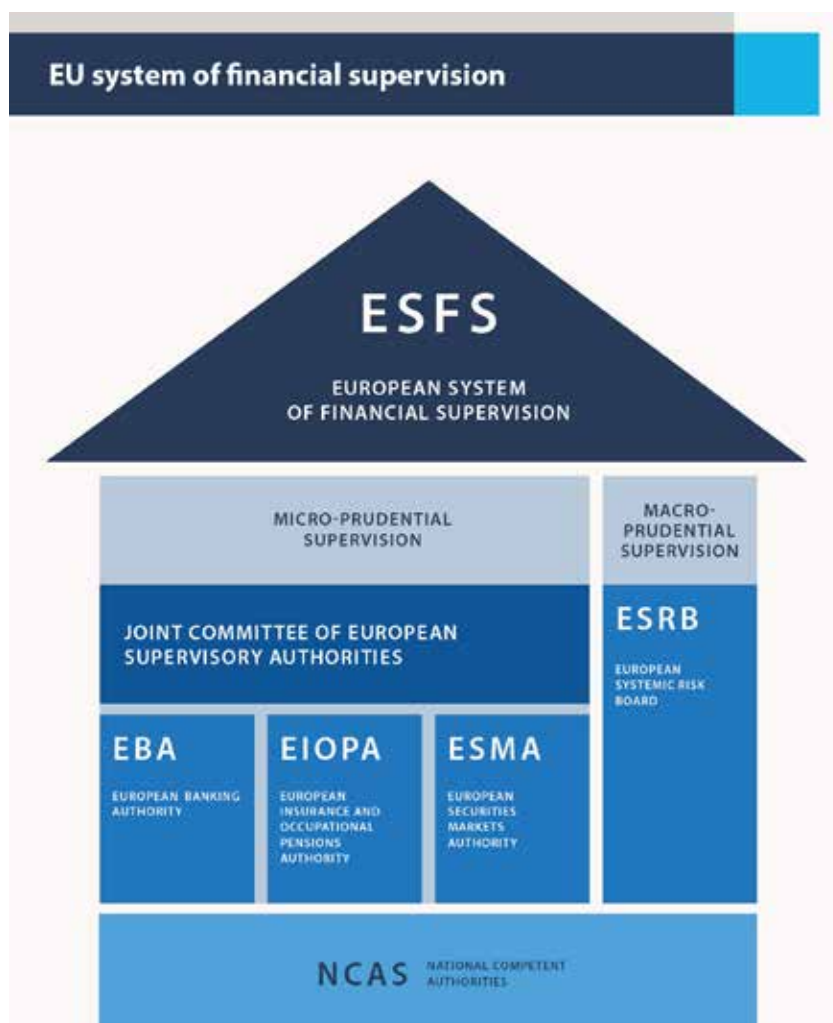 EU system of financial supervision
ESFS
EUROPEAN SYSTEM
OF FINANCIAL SUPERVISION
MICRO-PRUDENTIAL
SUPERVISION
MACRO-
PRUDENTIAL
SUPERVISION
JOINT COMMITTEE OF EUROPEAN
SUPERVISORY AUTHORITIES
ESRB
EUROPEAN
SYSTEMIC RISK
BOARD
EBA
EUROPEAN BANKING
AUTHORITY
EIOPA
EUROPEAN
INSURANCE AND
OCCUPATIONAL
PENSIONS
AUTHORITY
ESMA
EUROPEAN
SECURITIES
MARKETS
AUTHORITY
NCAS
NATIONAL COMPETENT
AUTHORITIES